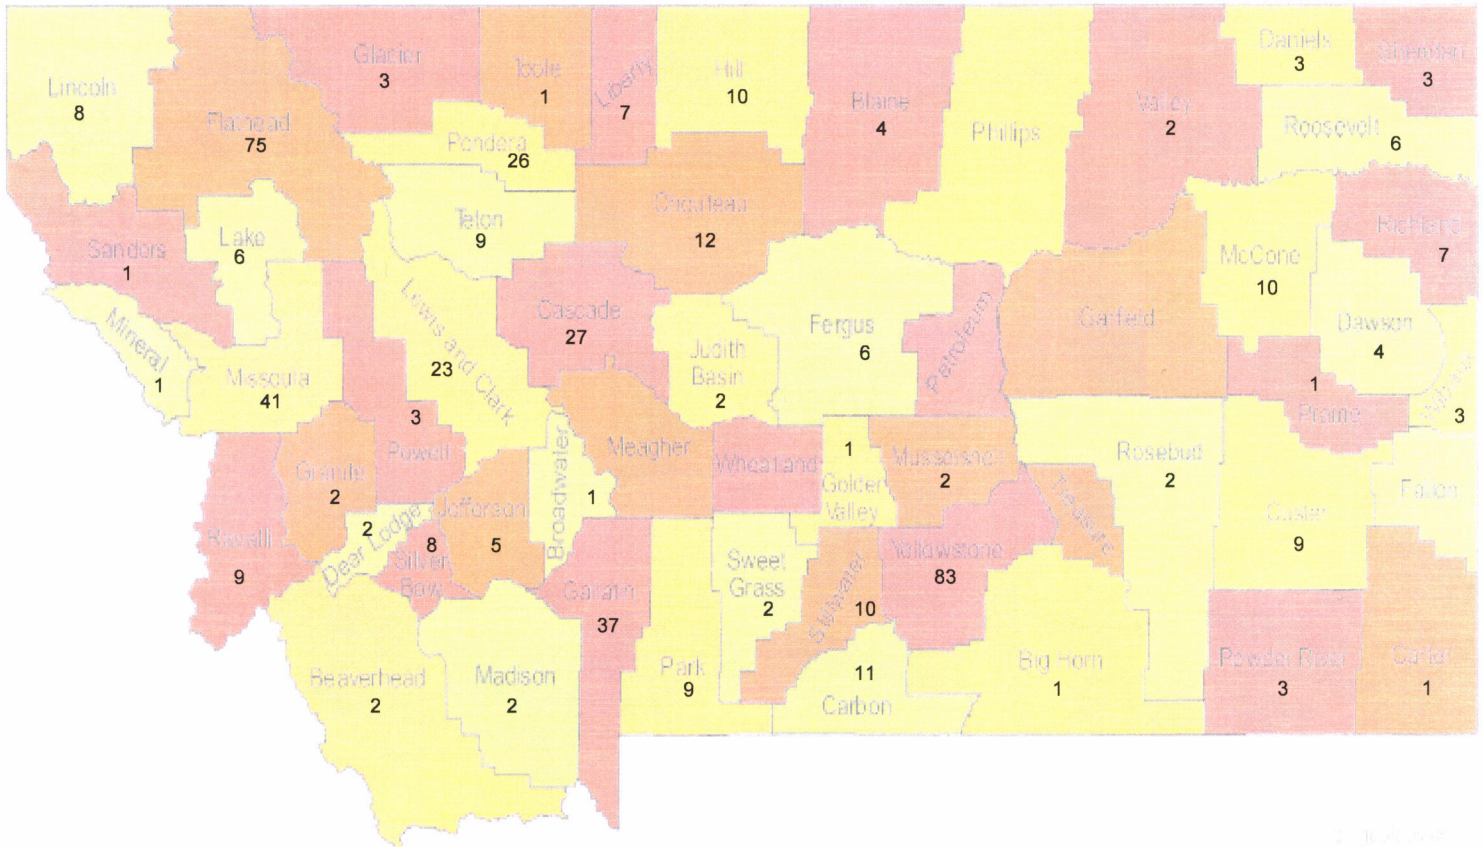 Lincoln
8
Flathead
75
Glacier
3
Toole
1
Liberty
7
Hill
10
Blaine
4
Phillips
Valley
2
Daniels
3
Sheridan
3
Roosevelt
6
Pondera
26
Teton
9
Chouteau
12
Sanders
1
Lake
6
Lewis and Clark
23
Cascade
27
Judith
Basin
2
Fergus
6
Petroleum
Garfield
McCone
10
Richland
7
Dawson
4
1
Prairie
3
Mineral
1
Missoula
41
3
Powell
Granite
2
Ravalli
9
2
Deer Lodge
8
Silver
Bow
Jefferson
5
Broadwater
1
Meagher
Wheatland
1
Golden
Valley
Musselshell
2
Treasure
Rosebud
2
Custer
9
Fallon
Yellowstone
83
Sweet
Grass
2
Stillwater
10
Gallatin
37
Park
9
11
Carbon
Big Horn
1
Powder River
3
Carter
1
Beaverhead
2
Madison
2